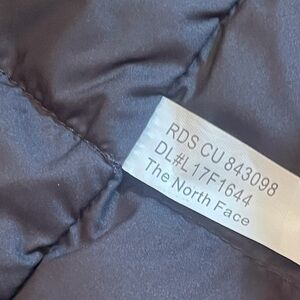 RDS CU 843098
DL#L17F1644
The North Face